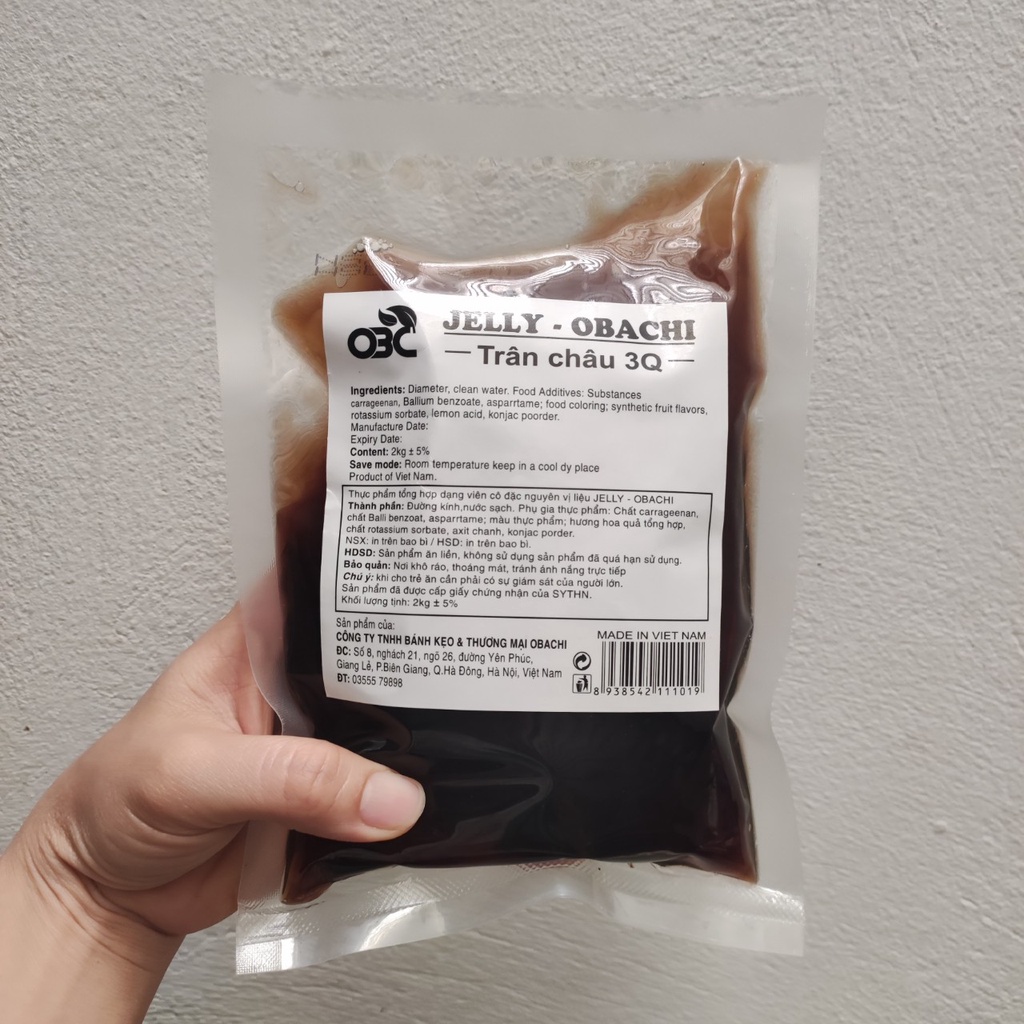 OBC
JELLY - OBACHI
Trân châu 3Q
Ingredients: Diameter, clean water. Food Additives: Substances
carrageenan, Ballium benzoate, asparrtame; food coloring; synthetic fruit flavors,
rotassium sorbate, lemon acid, konjac poorder.
Manufacture Date:
Expiry Date:
Content: 2kg ± 5%
Save mode: Room temperature keep in a cool dy place
Product of Viet Nam.
Thực phẩm tổng hợp dạng viên cô đặc nguyên vị liệu JELLY - OBACHI
Thành phần: Đường kính,nước sạch. Phụ gia thực phẩm: Chất carrageenan,
chất Balli benzoat, asparrtame; màu thực phẩm; hương hoa quả tổng hợp,
chất rotassium sorbate, axit chanh, konjac porder.
NSX: in trên bao bì / HSD: in trên bao bì.
HDSD: Sản phẩm ăn liền, không sử dụng sản phẩm đã quá hạn sử dụng.
Bảo quản: Nơi khô ráo, thoáng mát, tránh ánh nắng trực tiếp
Chú ý: khi cho trẻ ăn cần phải có sự giám sát của người lớn.
Sản phẩm đã được cấp giấy chứng nhận của SYTHN.
Khối lượng tịnh: 2kg ± 5%
Sản phẩm của:
CÔNG TY TNHH BÁNH KẸO & THƯƠNG MẠI OBACHI
ĐC: Số 8, nghách 21, ngõ 26, đường Yên Phúc,
Giang Lẻ, P.Biên Giang, Q.Hà Đông, Hà Nội, Việt Nam
ĐT: 03555 79898
MADE IN VIET NAM
8 938542 111019